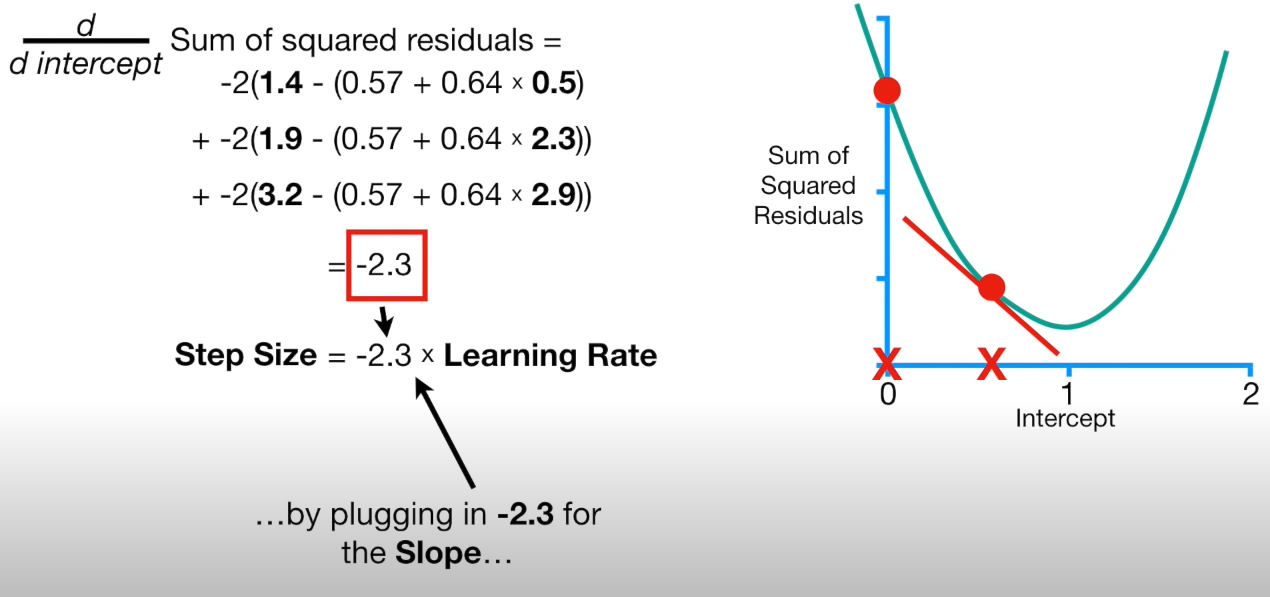 d
d intercept
Sum of squared residuals =
-2(1.4 - (0.57 + 0.64 × 0.5)
+ -2(1.9 - (0.57 + 0.64 × 2.3))
+ -2(3.2 - (0.57 + 0.64 × 2.9))
= -2.3
Step Size = -2.3 × Learning Rate
…by plugging in -2.3 for
the Slope…
Sum of
Squared
Residuals
X X
0 1 2
Intercept